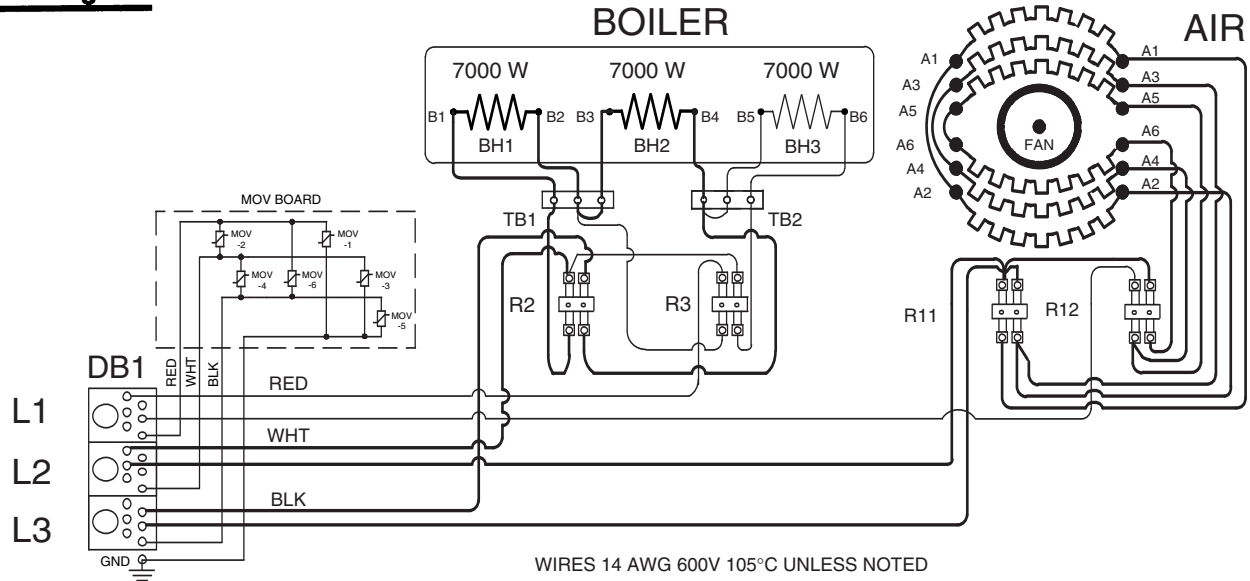 BOILER
AIR
7000 W 7000 W 7000 W
B1 B2 B3 B4 B5 B6
BH1 BH2 BH3
A1 A1
A3 A3
A5 A5
FAN
A6 A6
A4 A4
A2 A2
TB1 TB2
MOV BOARD
MOV -2
MOV -1
MOV -4
MOV -6
MOV -3
MOV -5
R2 R3
R11 R12
DB1
RED
WHT
BLK
L1 RED
L2 WHT
L3 BLK
GND
WIRES 14 AWG 600V 105°C UNLESS NOTED